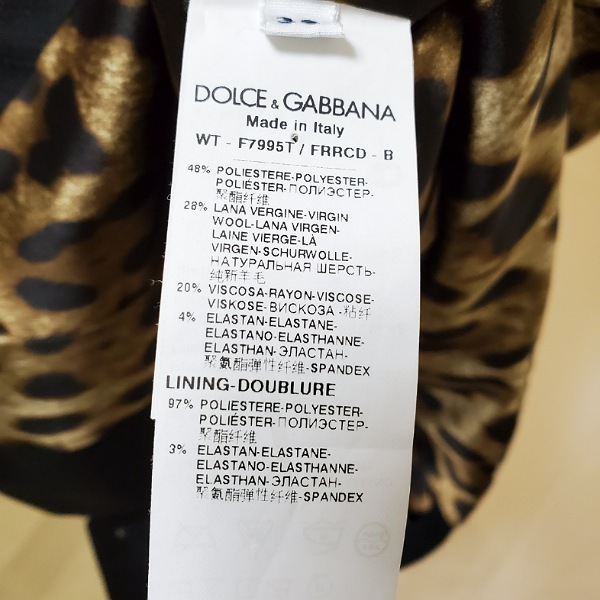 DOLCE & GABBANA
Made in Italy
WT - F7995T / FRRCD - B
48% POLIESTERE-POLYESTER-
POLIÉSTER-ПОЛИЭСТЕР-
聚酯纤维
28% LANA VERGINE-VIRGIN
WOOL-LANA VIRGEN-
LAINE VIERGE-LÀ
VIRGEN-SCHURWOLLE-
НАТУРАЛЬНАЯ ШЕРСТЬ-
纯新羊毛
20% VISCOSA-RAYON-VISCOSE-
VISKOSE-ВИСКОЗА -粘纤
4% ELASTAN-ELASTANE-
ELASTANO-ELASTHANNE-
ELASTHAN-ЭЛАСТАН-
聚氨酯弹性纤维-SPANDEX
LINING-DOUBLURE
97% POLIESTERE-POLYESTER-
POLIÉSTER-ПОЛИЭСТЕР-
聚酯纤维
3% ELASTAN-ELASTANE-
ELASTANO-ELASTHANNE-
ELASTHAN-ЭЛАСТАН-
聚氨酯弹性纤维-SPANDEX